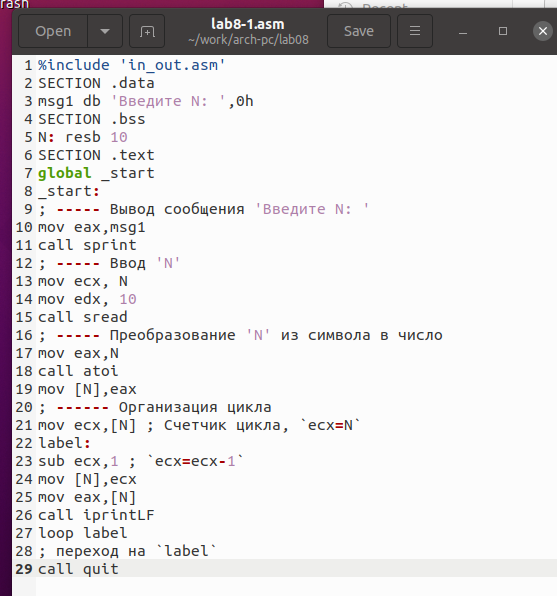 rash
Recent
Open
lab8-1.asm
~/work/arch-pc/lab08
Save
1 %include 'in_out.asm'
2 SECTION .data
3 msg1 db 'Введите N: ',0h
4 SECTION .bss
5 N: resb 10
6 SECTION .text
7 global _start
8 _start:
9 ; ----- Вывод сообщения 'Введите N: '
10 mov eax,msg1
11 call sprint
12 ; ----- Ввод 'N'
13 mov ecx, N
14 mov edx, 10
15 call sread
16 ; ----- Преобразование 'N' из символа в число
17 mov eax,N
18 call atoi
19 mov [N],eax
20 ; ------ Организация цикла
21 mov ecx,[N] ; Счетчик цикла, `ecx=N`
22 label:
23 sub ecx,1 ; `ecx=ecx-1`
24 mov [N],ecx
25 mov eax,[N]
26 call iprintLF
27 loop label
28 ; переход на `label`
29 call quit